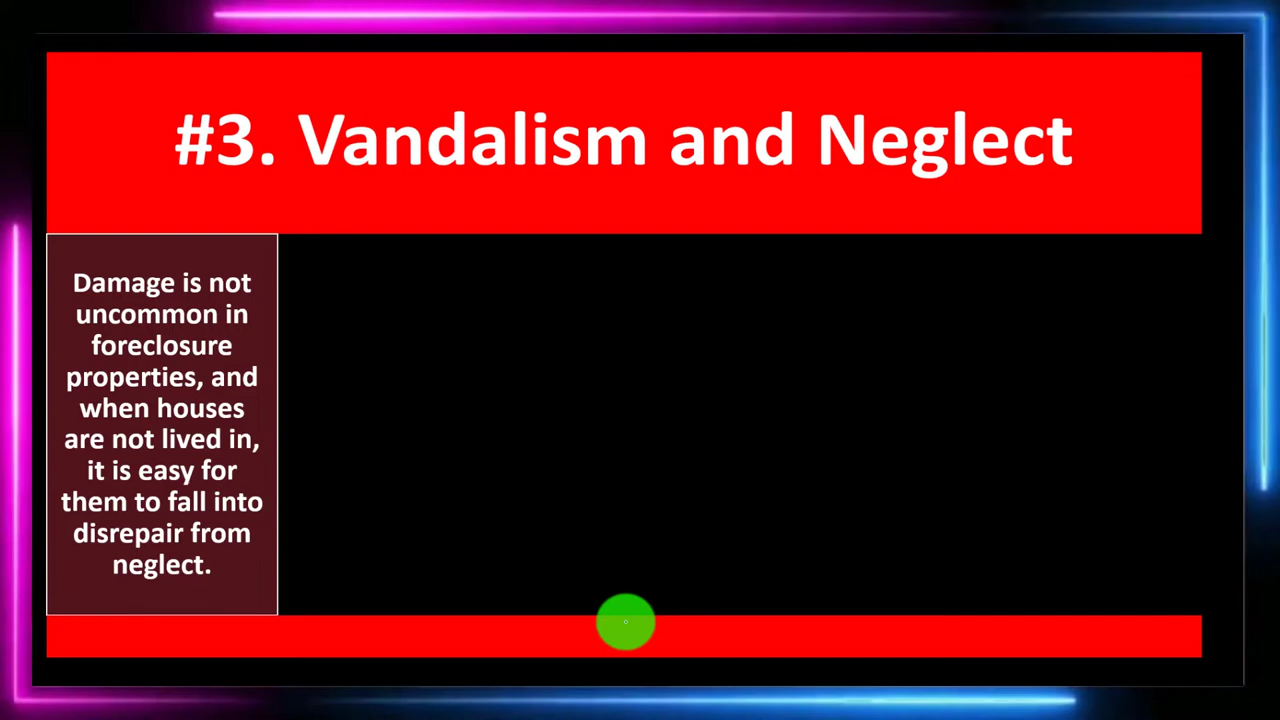 #3. Vandalism and Neglect
Damage is not
uncommon in
foreclosure
properties, and
when houses
are not lived in,
it is easy for
them to fall into
disrepair from
neglect.